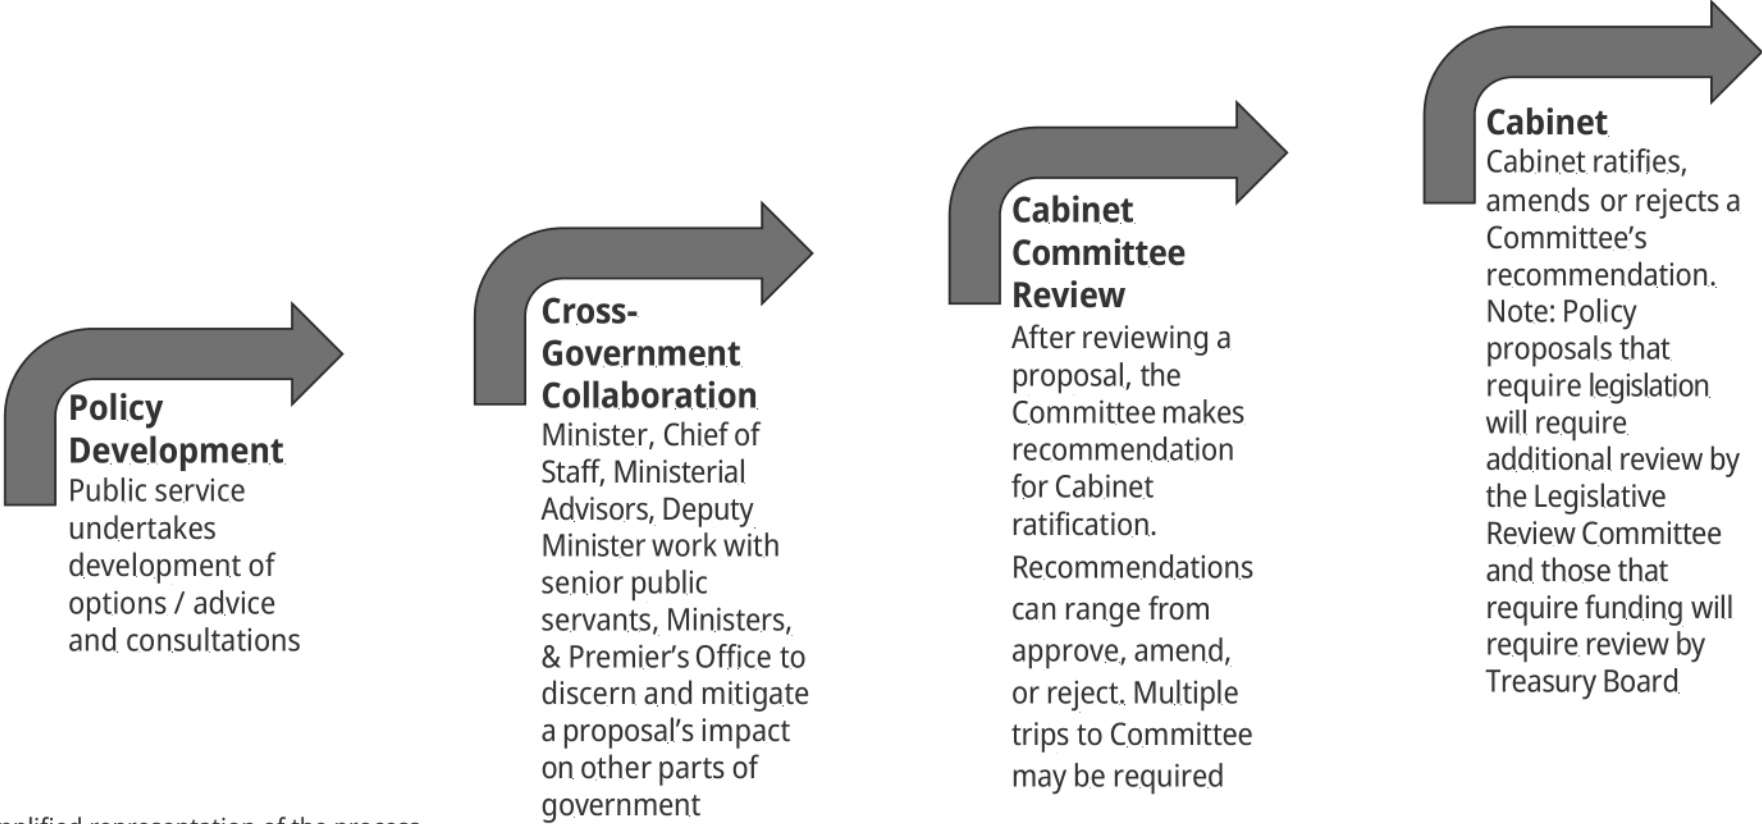 Policy
Development
Public service
undertakes
development of
options / advice
and consultations
Cross-
Government
Collaboration
Minister, Chief of
Staff, Ministerial
Advisors, Deputy
Minister work with
senior public
servants, Ministers,
& Premier's Office to
discern and mitigate
a proposal's impact
on other parts of
government
Cabinet
Committee
Review
After reviewing a
proposal, the
Committee makes
recommendation
for Cabinet
ratification.
Recommendations
can range from
approve, amend,
or reject. Multiple
trips to Committee
may be required
Cabinet
Cabinet ratifies,
amends or rejects a
Committee's
recommendation.
Note: Policy
proposals that
require legislation
will require
additional review by
the Legislative
Review Committee
and those that
require funding will
require review by
Treasury Board
representation of the process